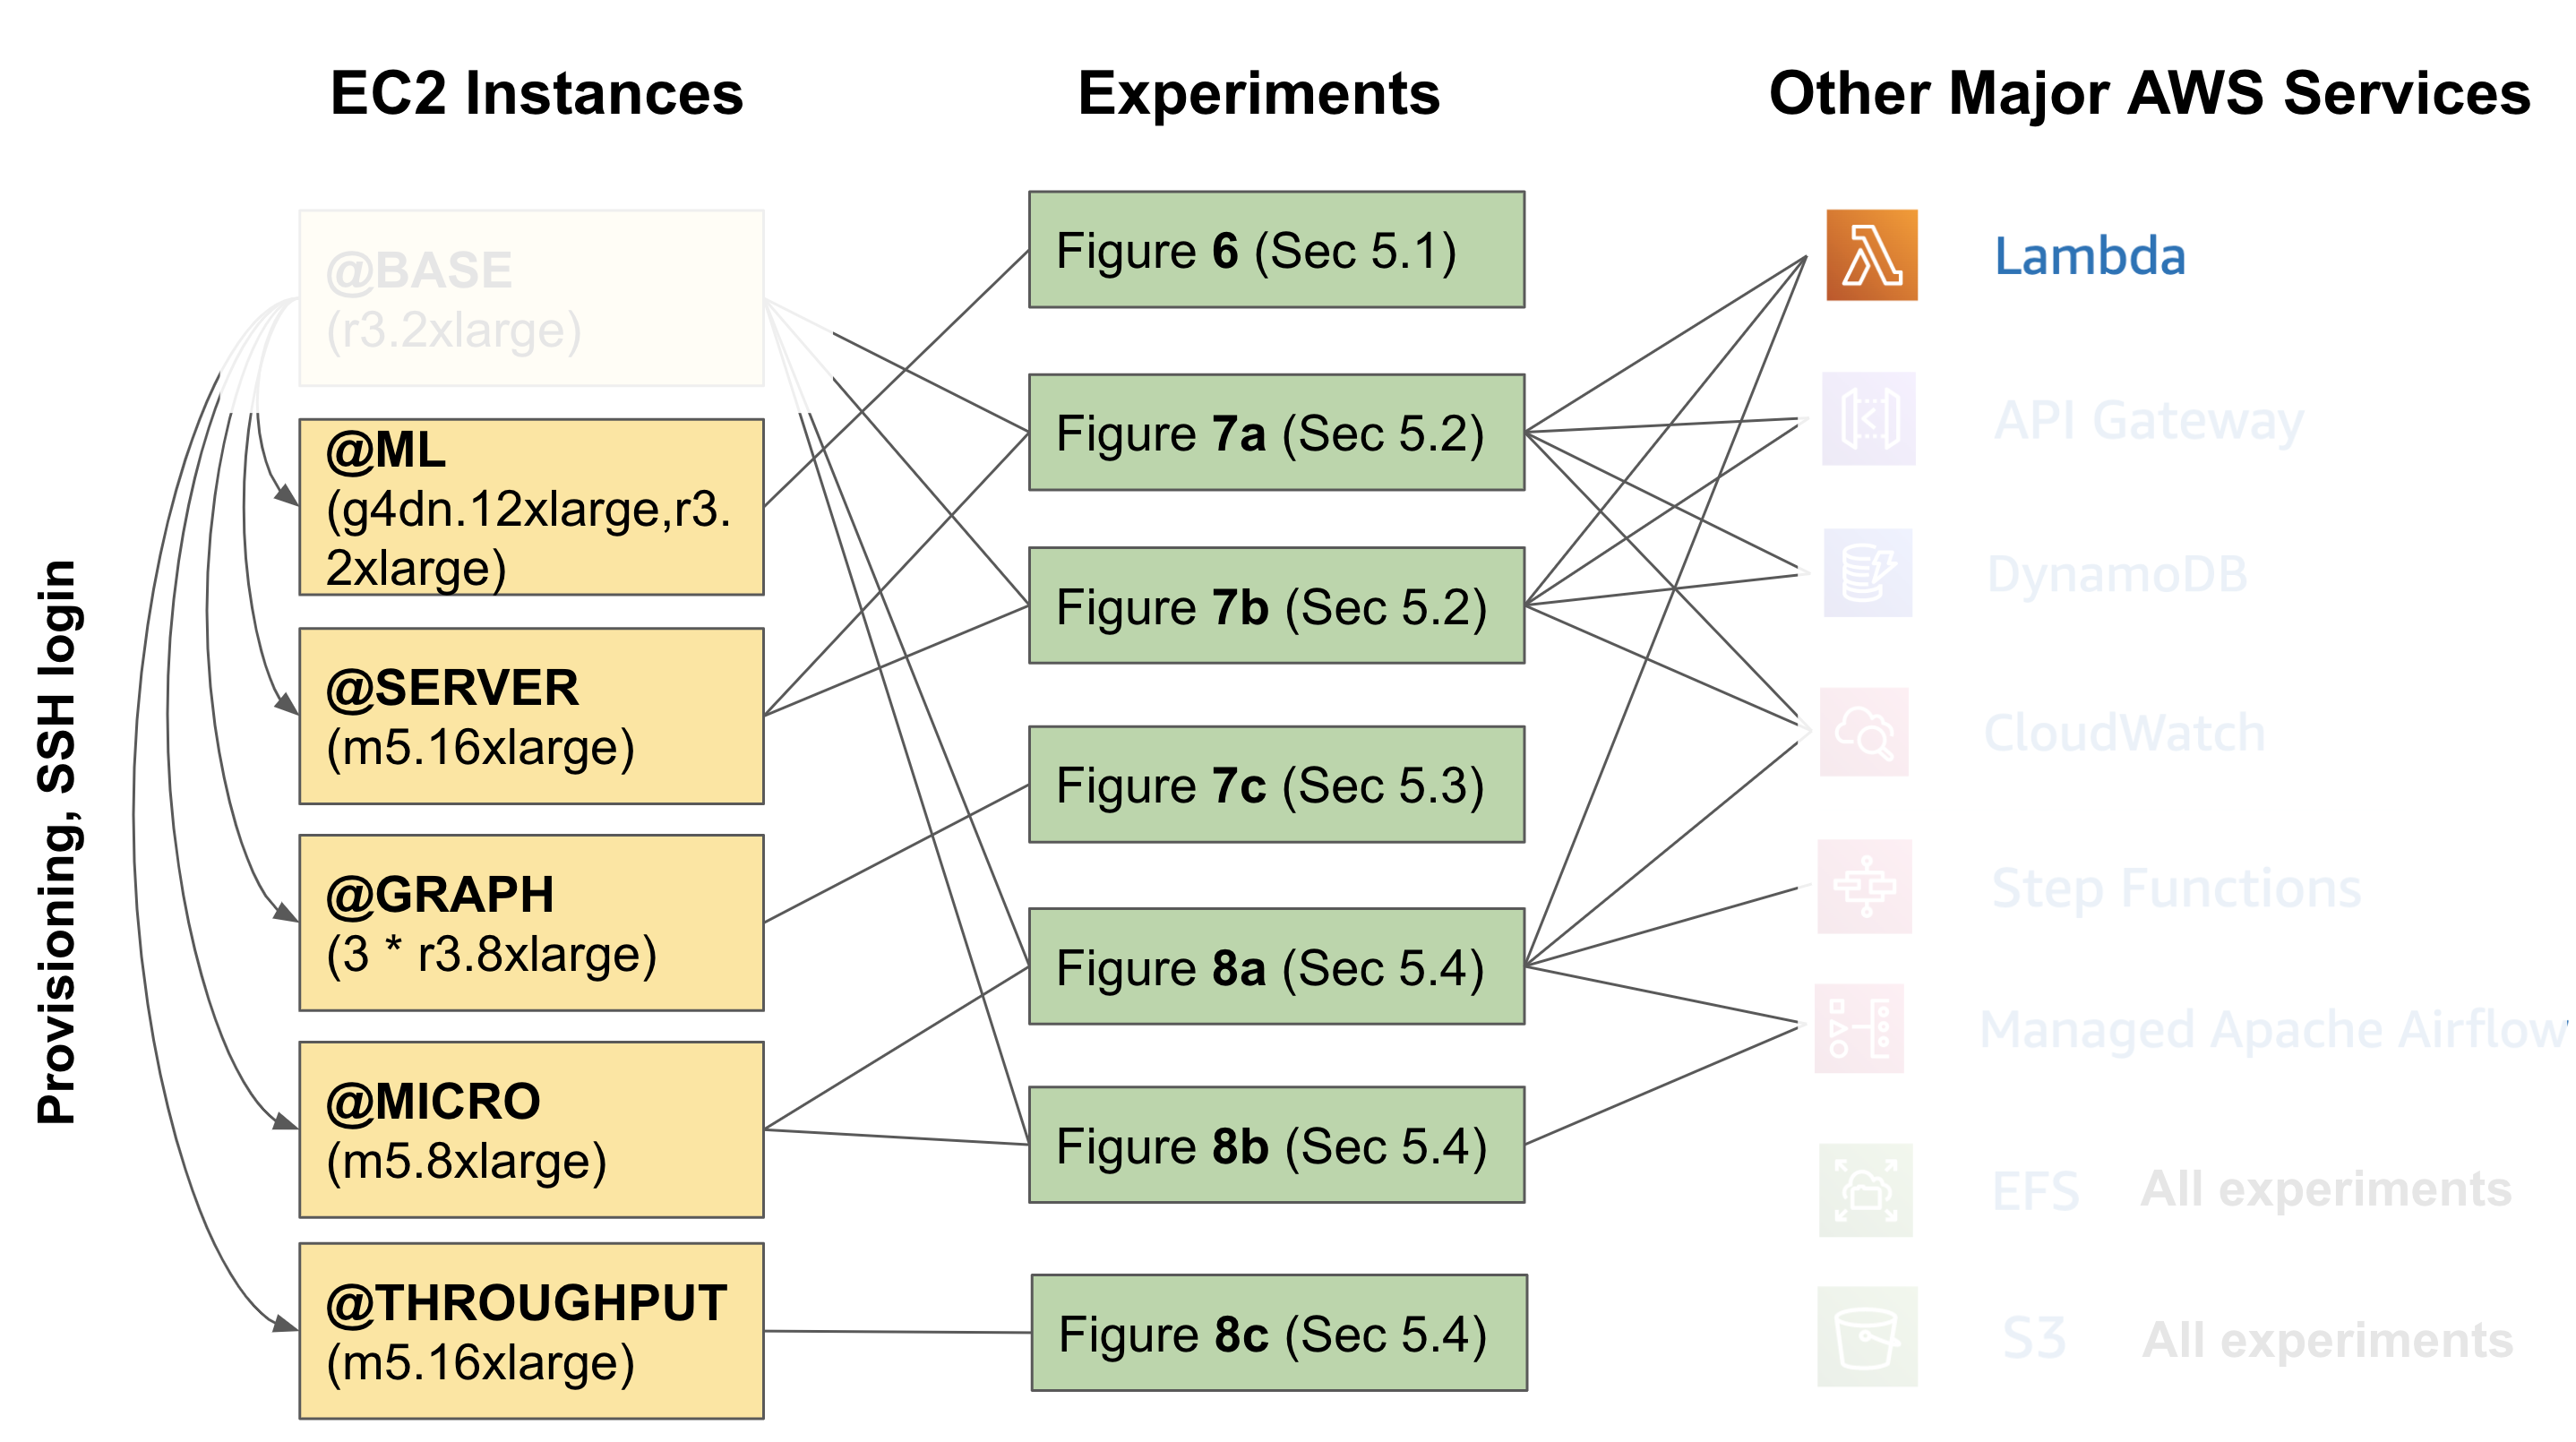 EC2 Instances
Experiments
Other Major AWS Services
Provisioning, SSH login
@BASE
(r3.2xlarge)
@ML
(g4dn.12xlarge,r3.
2xlarge)
@SERVER
(m5.16xlarge)
@GRAPH
(3 * r3.8xlarge)
@MICRO
(m5.8xlarge)
@THROUGHPUT
(m5.16xlarge)
Figure 6 (Sec 5.1)
Figure 7a (Sec 5.2)
Figure 7b (Sec 5.2)
Figure 7c (Sec 5.3)
Figure 8a (Sec 5.4)
Figure 8b (Sec 5.4)
Figure 8c (Sec 5.4)
Lambda
API Gateway
DynamoDB
CloudWatch
Step Functions
Managed Apache Airflow
EFS All experiments
S3 All experiments